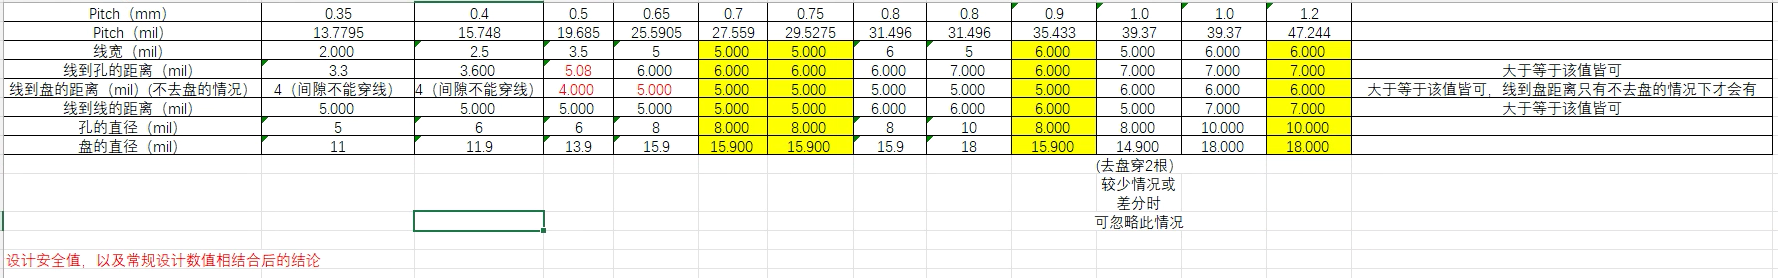 Pitch（mm） 0.35 0.4 0.5 0.65 0.7 0.75 0.8 0.8 0.9 1.0 1.0 1.2
Pitch（mil） 13.7795 15.748 19.685 25.5905 27.559 29.5275 31.496 31.496 35.433 39.37 39.37 47.244
线宽（mil） 2.000 2.5 3.5 5 5.000 5.000 6 5 6.000 5.000 6.000 6.000
线到孔的距离（mil） 3.3 3.600 5.08 6.000 6.000 6.000 6.000 7.000 6.000 7.000 7.000 7.000 大于等于该值皆可
线到盘的距离（mil）(不去盘的情况） 4（间隙不能穿线） 4（间隙不能穿线） 4.000 5.000 5.000 5.000 5.000 5.000 5.000 6.000 6.000 6.000 大于等于该值皆可，线到盘距离只有不去盘的情况下才会有
线到线的距离（mil） 5.000 5.000 5.000 5.000 5.000 5.000 6.000 6.000 6.000 5.000 7.000 7.000 大于等于该值皆可
孔的直径（mil） 5 6 6 8 8.000 8.000 8 10 8.000 8.000 10.000 10.000
盘的直径（mil） 11 11.9 13.9 15.9 15.900 15.900 15.9 18 15.900 14.900 18.000 18.000
(去盘穿2根）
较少情况或
差分时
可忽略此情况
设计安全值，以及常规设计数值相结合后的结论